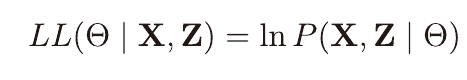 LL(Θ | X, Z) = ln P(X, Z | Θ)